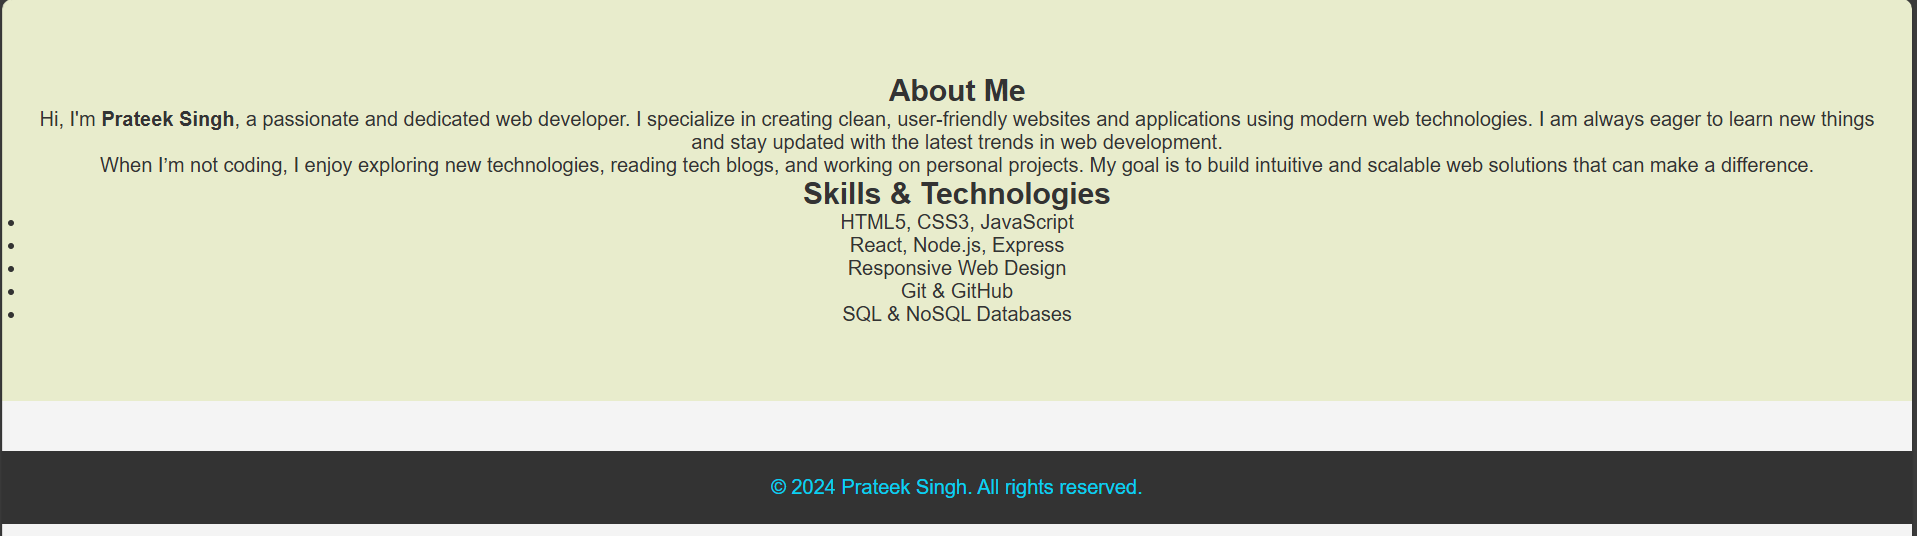 About Me
Hi, I'm Prateek Singh, a passionate and dedicated web developer. I specialize in creating clean, user-friendly websites and applications using modern web technologies. I am always eager to learn new things
and stay updated with the latest trends in web development.
When I’m not coding, I enjoy exploring new technologies, reading tech blogs, and working on personal projects. My goal is to build intuitive and scalable web solutions that can make a difference.
Skills & Technologies
• HTML5, CSS3, JavaScript
• React, Node.js, Express
• Responsive Web Design
• Git & GitHub
• SQL & NoSQL Databases
© 2024 Prateek Singh. All rights reserved.